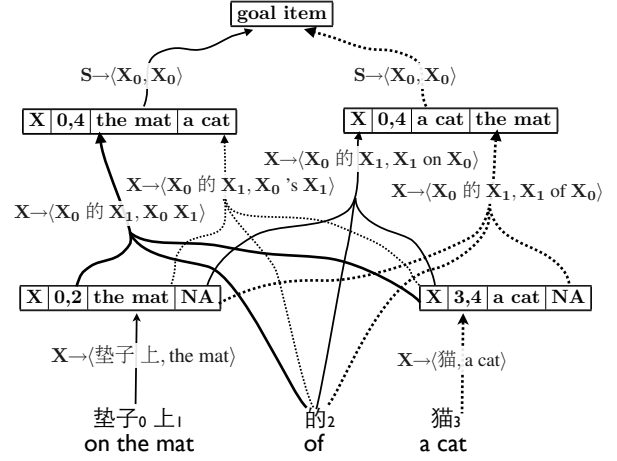 goal item
S→⟨X₀, X₀⟩ S→⟨X₀, X₀⟩
X 0,4 the mat a cat X 0,4 a cat the mat
X→⟨X₀ 的 X₁, X₁ on X₀⟩
X→⟨X₀ 的 X₁, X₀ 's X₁⟩ X→⟨X₀ 的 X₁, X₁ of X₀⟩
X→⟨X₀ 的 X₁, X₀ X₁⟩
X 0,2 the mat NA X 3,4 a cat NA
X→⟨垫子 上, the mat⟩ X→⟨猫, a cat⟩
垫子₀ 上₁ 的₂ 猫₃
on the mat of a cat